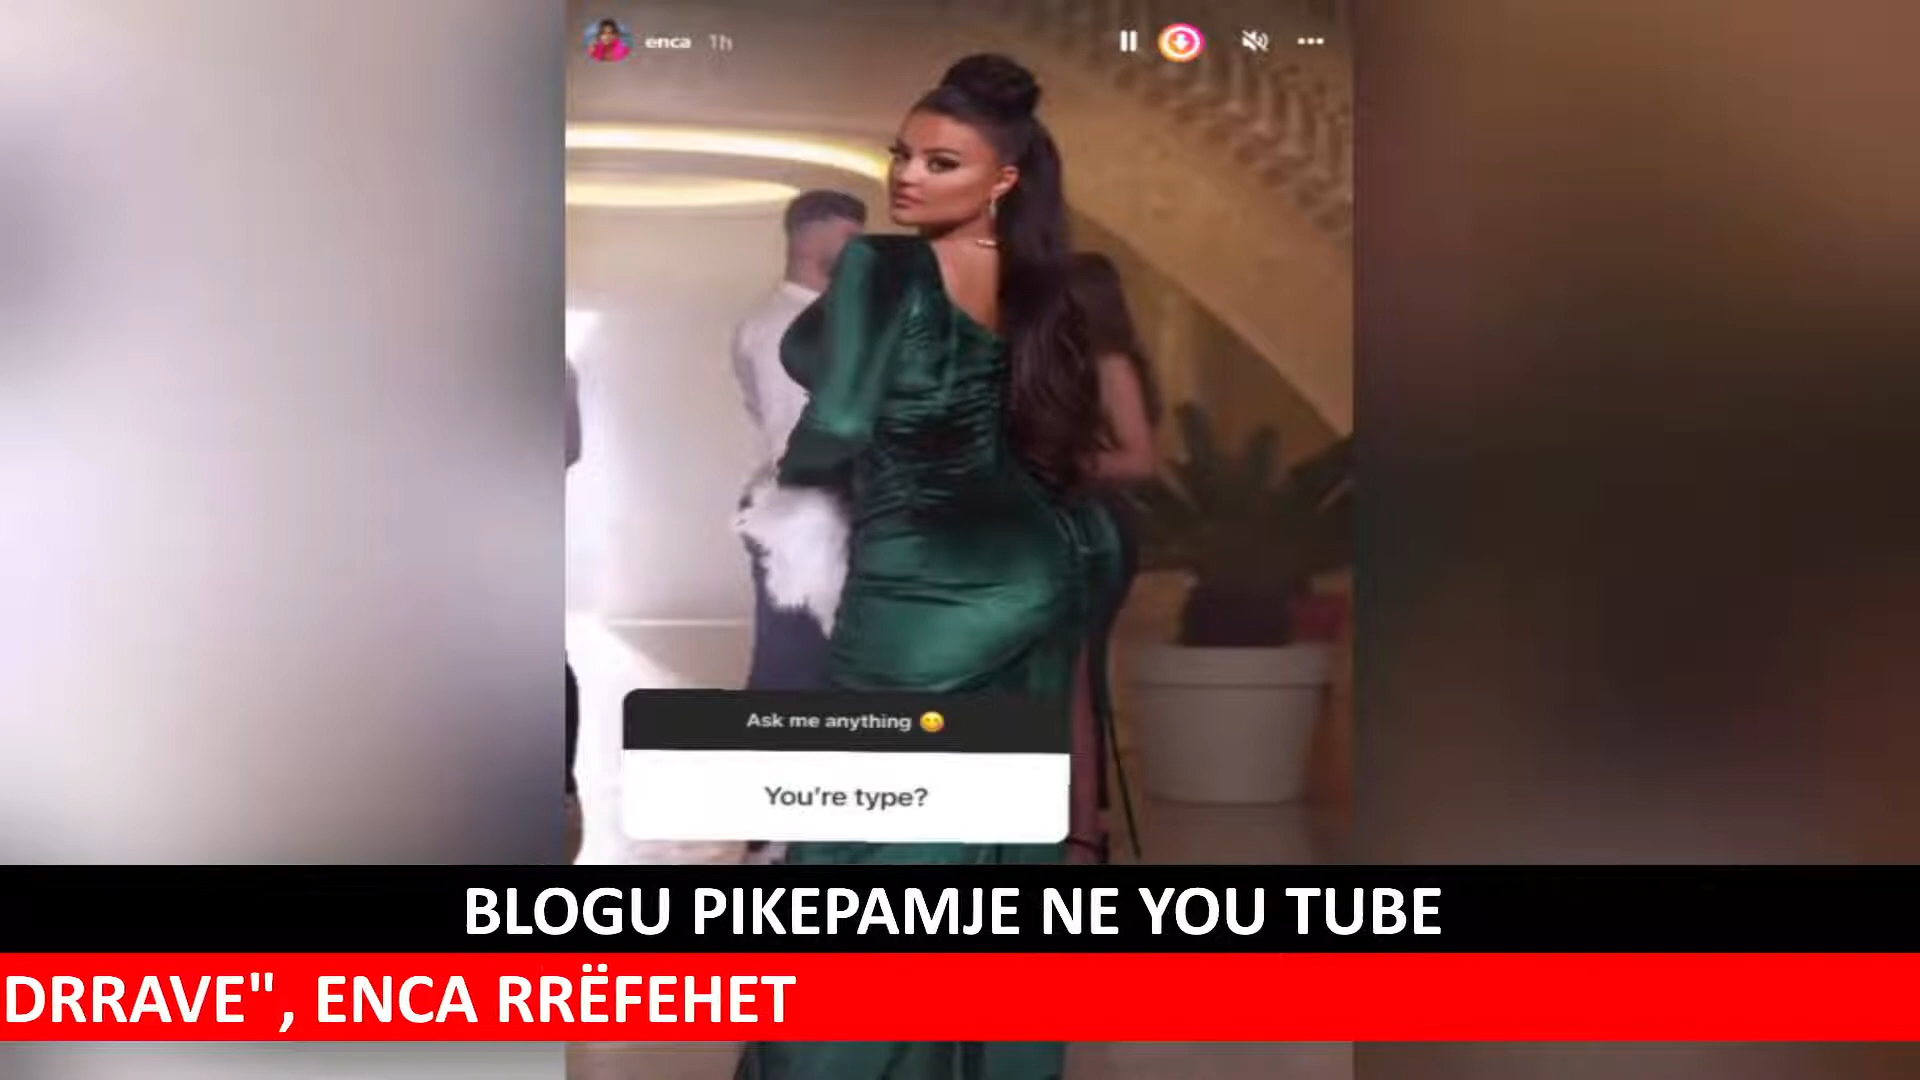 enca 1h
Ask me anything 😋
You're type?
BLOGU PIKEPAMJE NE YOU TUBE
DRRAVE", ENCA RRËFEHET